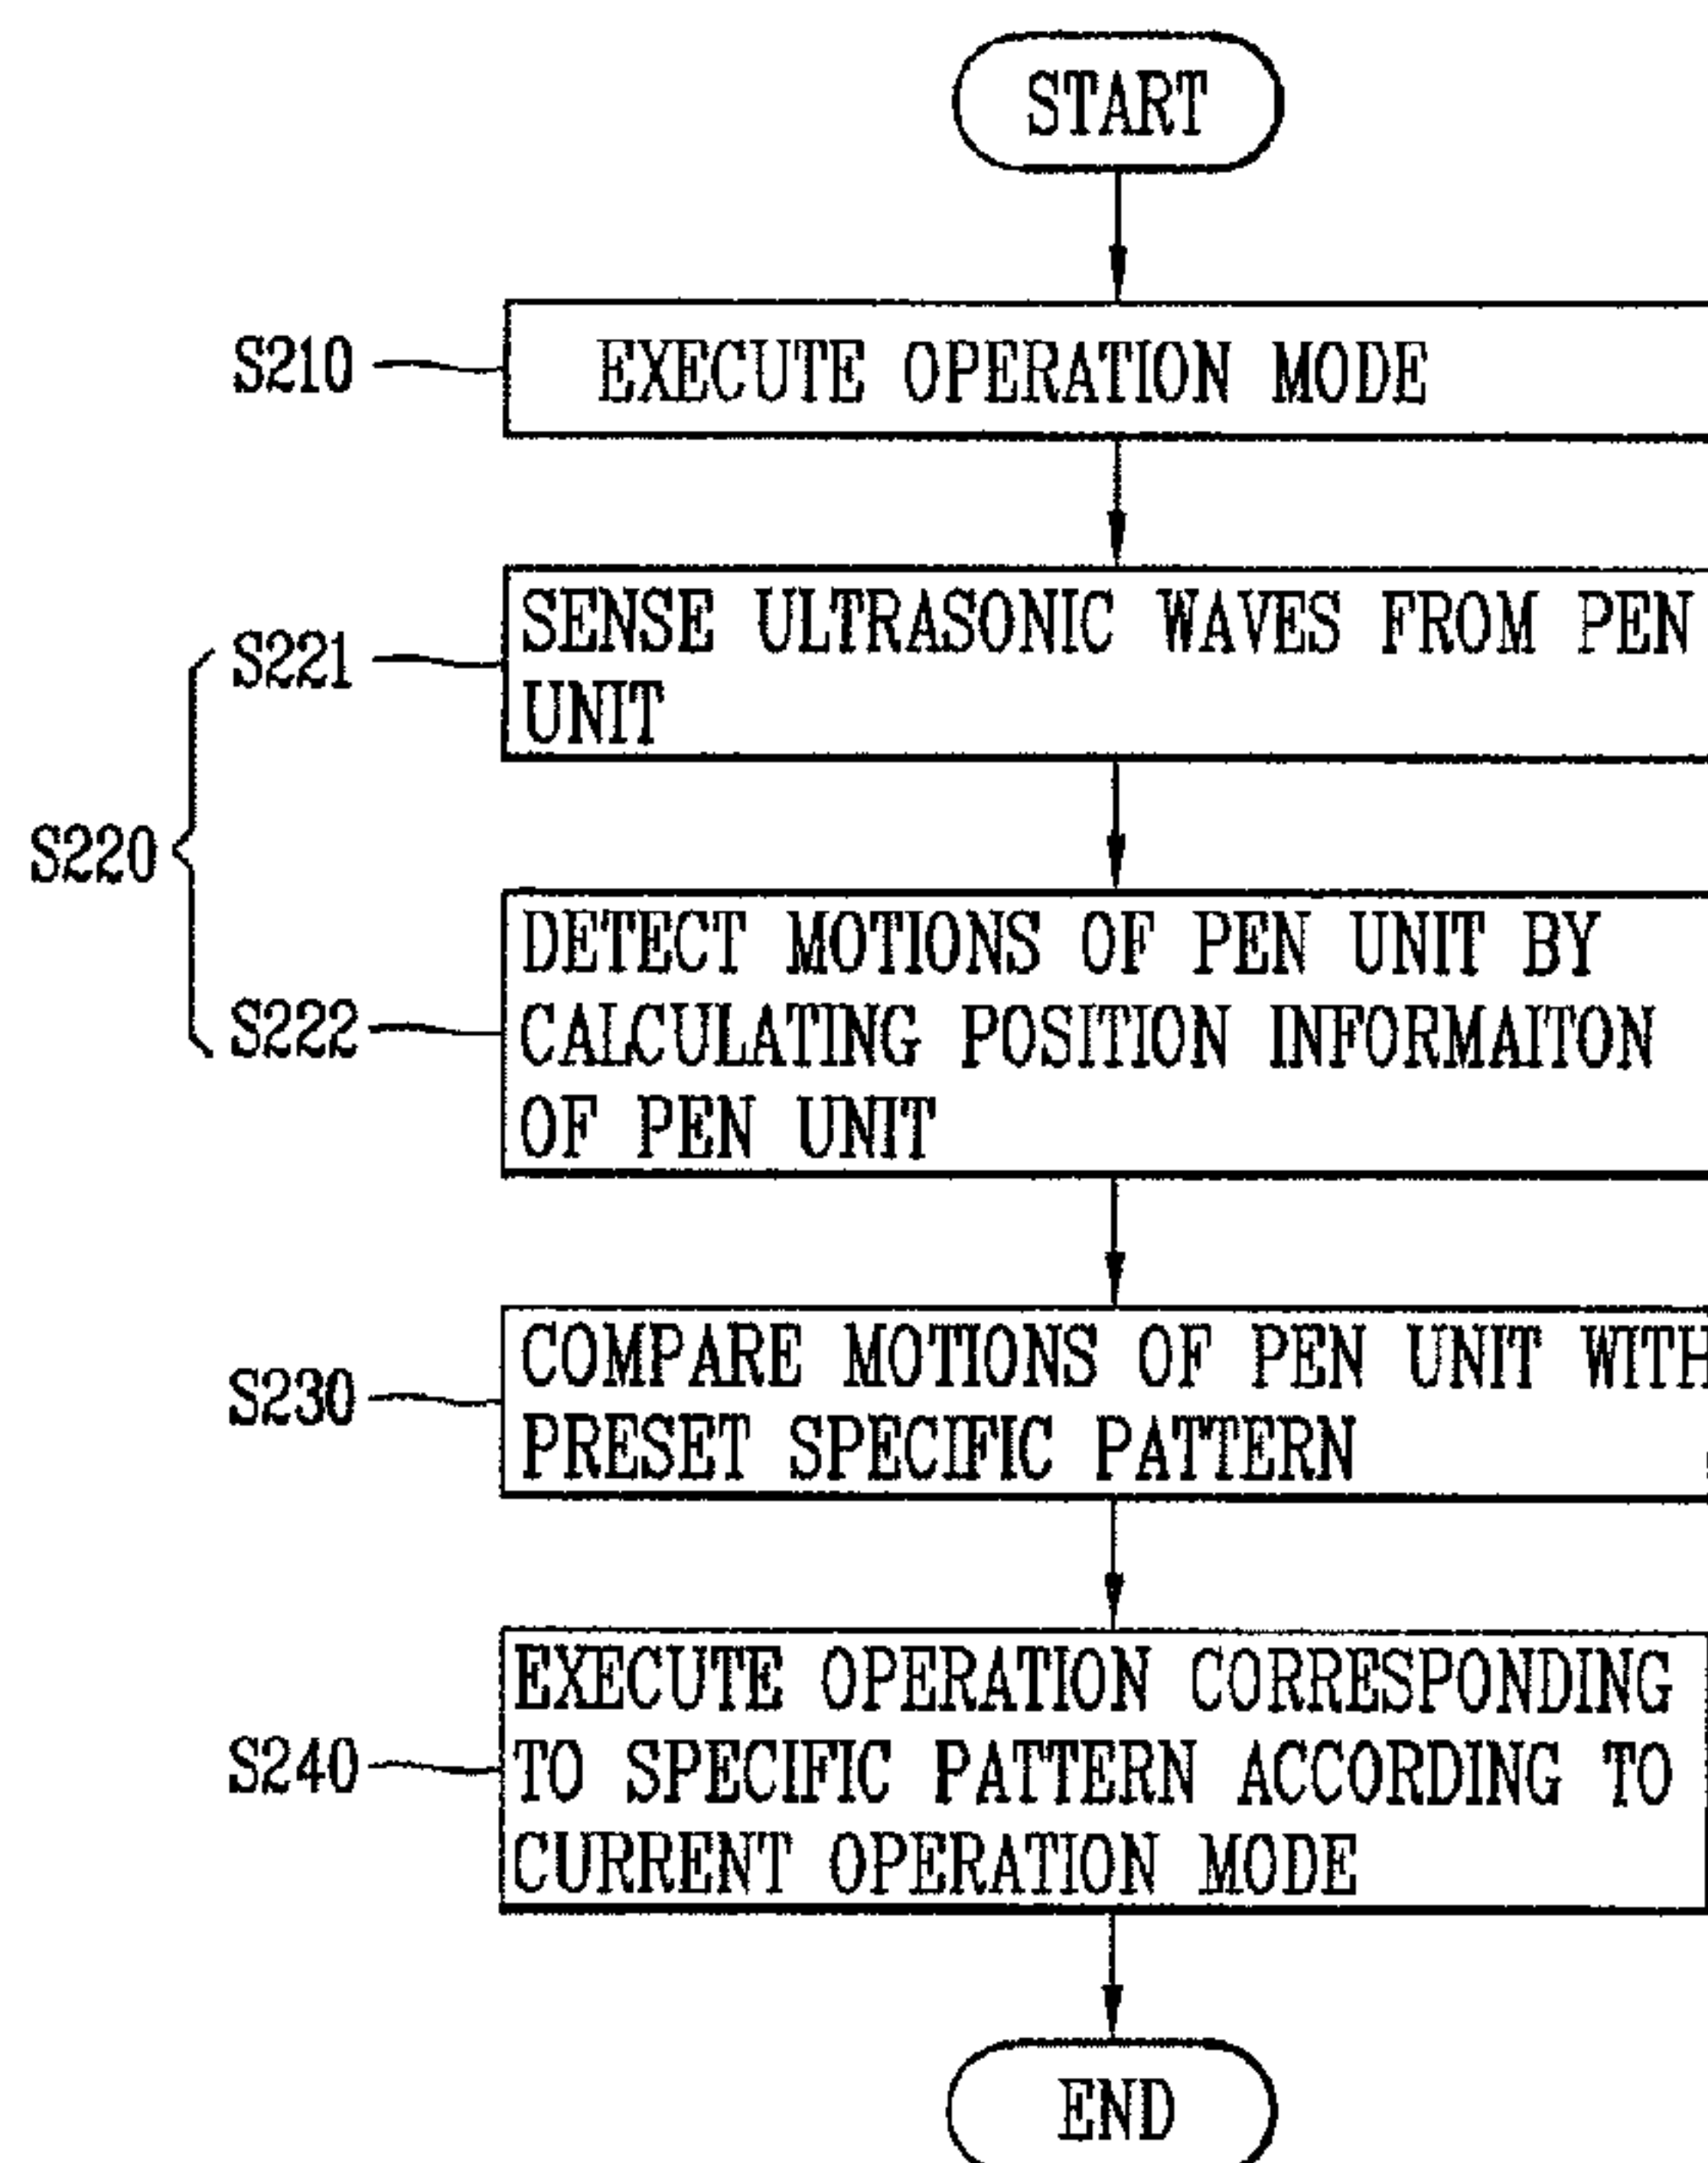 START
S210
EXECUTE OPERATION MODE
S221
SENSE ULTRASONIC WAVES FROM PEN
UNIT
S220
S222
DETECT MOTIONS OF PEN UNIT BY
CALCULATING POSITION INFORMAITON
OF PEN UNIT
S230
COMPARE MOTIONS OF PEN UNIT WITH
PRESET SPECIFIC PATTERN
S240
EXECUTE OPERATION CORRESPONDING
TO SPECIFIC PATTERN ACCORDING TO
CURRENT OPERATION MODE
END